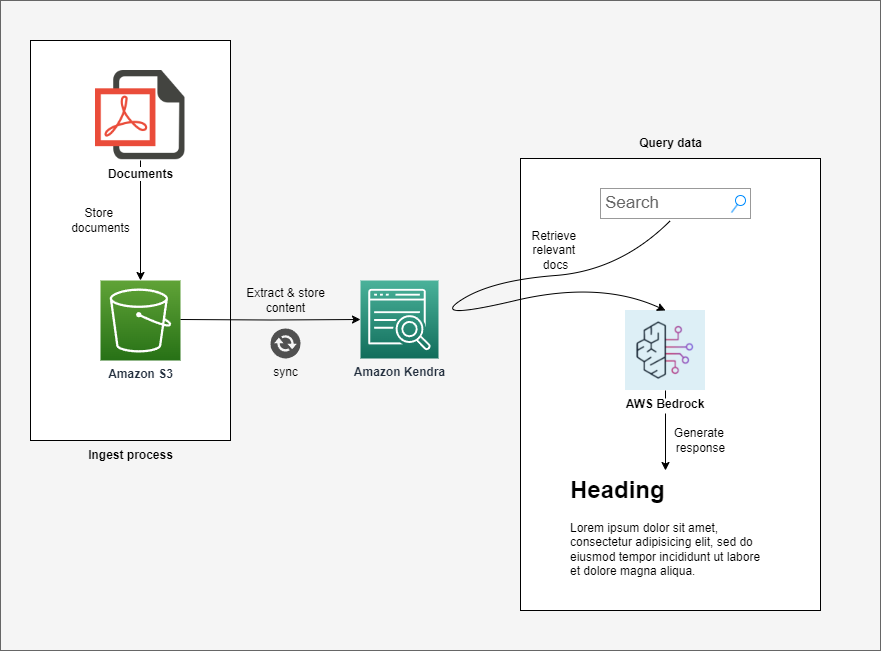 Documents
Store
documents
Amazon S3
Ingest process
Extract & store
content
sync
Amazon Kendra
Query data
Search
Retrieve
relevant
docs
AWS Bedrock
Generate
response
Heading
Lorem ipsum dolor sit amet,
consectetur adipisicing elit, sed do
eiusmod tempor incididunt ut labore
et dolore magna aliqua.